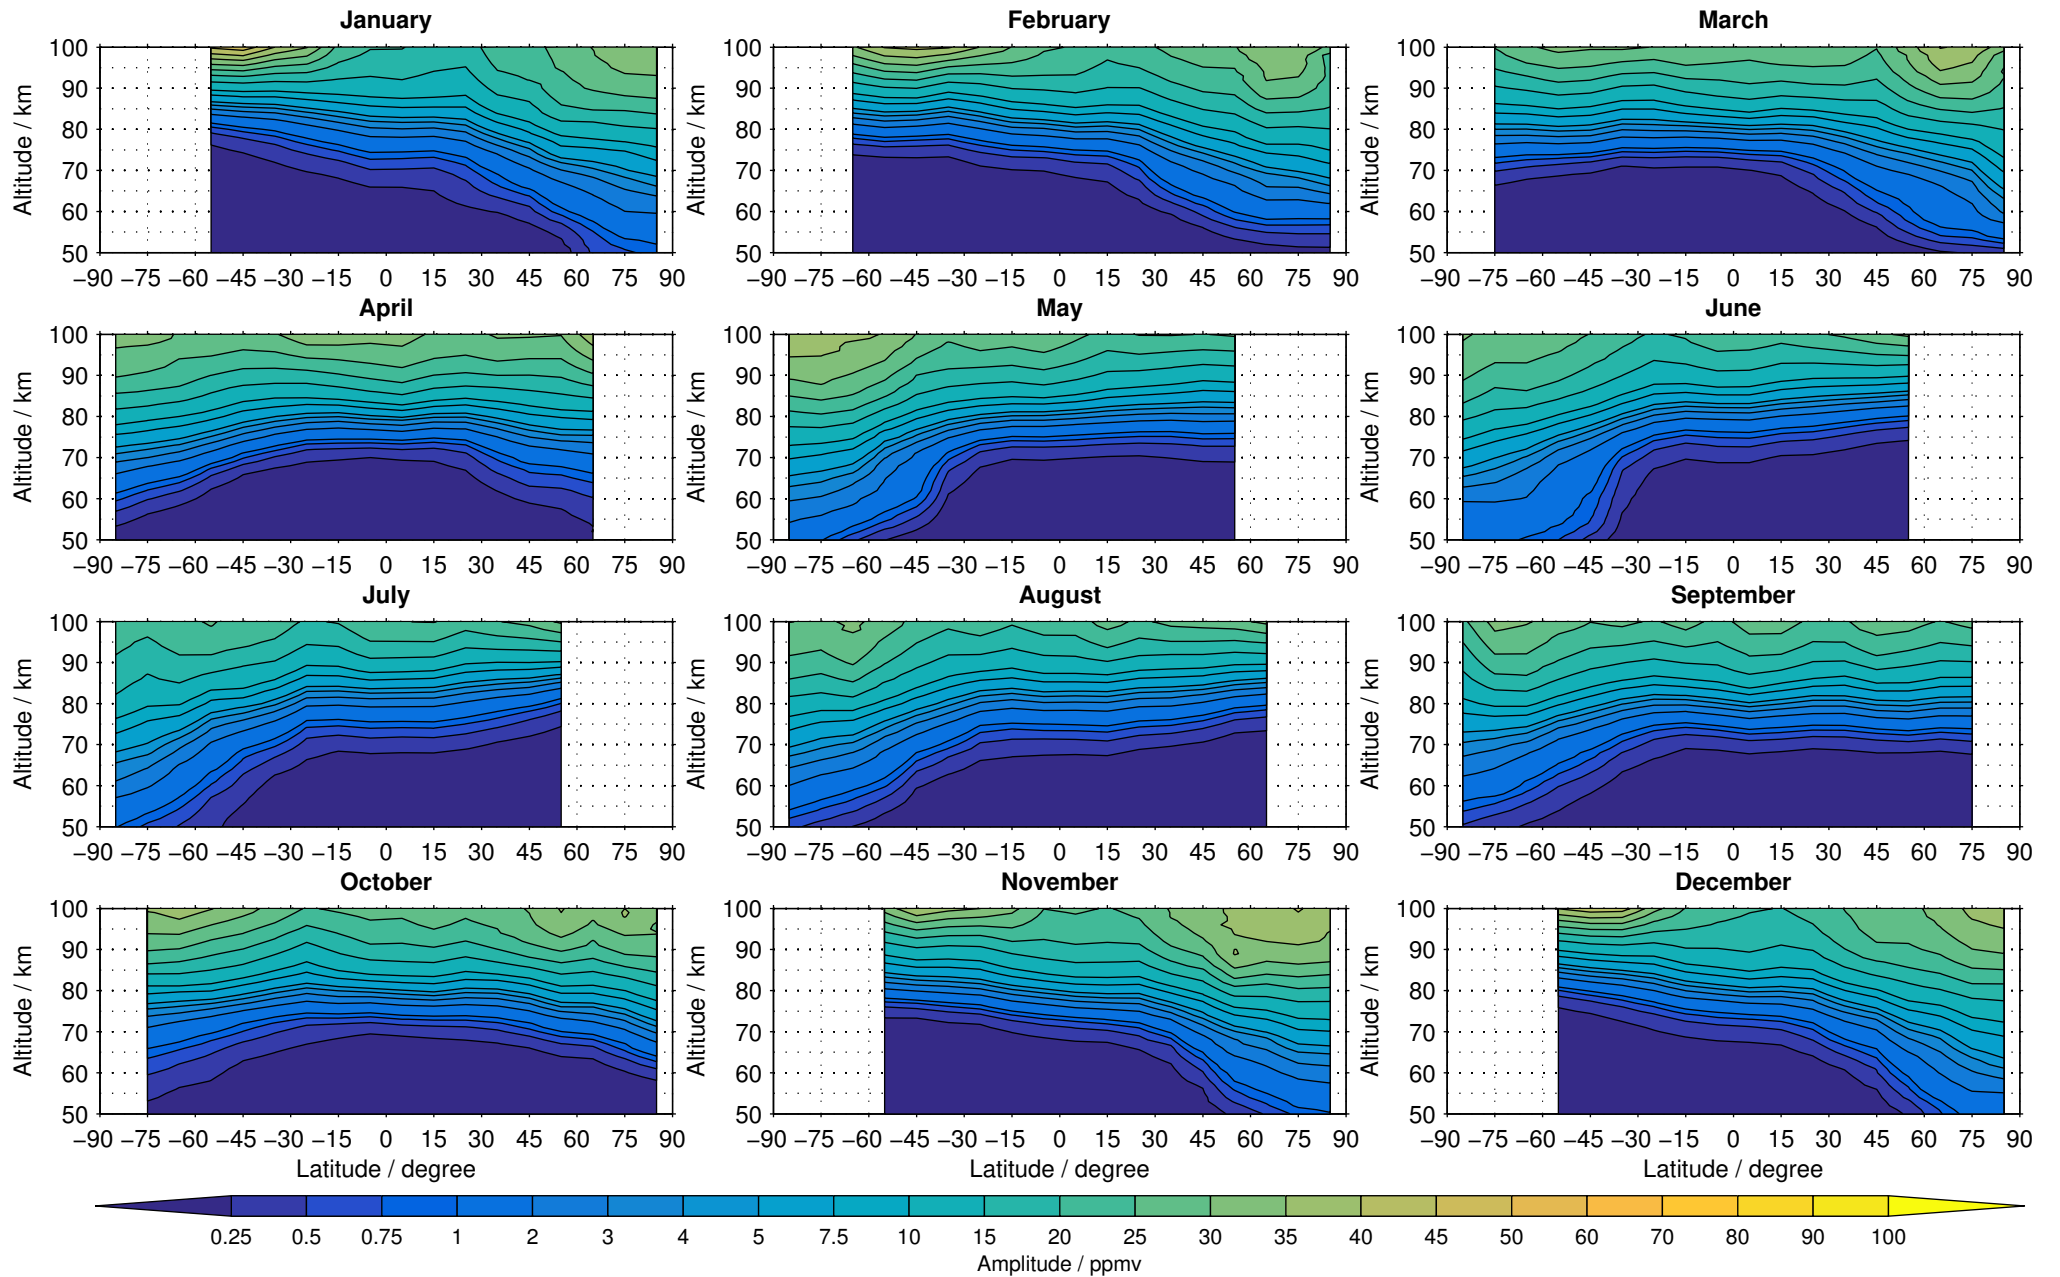 January February March
100 100 100
90 90 90
80 80 80
70 70 70
60 60 60
50 50 50
Altitude / km Altitude / km Altitude / km
−90 −75 −60 −45 −30 −15 0 15 30 45 60 75 90 −90 −75 −60 −45 −30 −15 0 15 30 45 60 75 90 −90 −75 −60 −45 −30 −15 0 15 30 45 60 75 90
April May June
100 100 100
90 90 90
80 80 80
70 70 70
60 60 60
50 50 50
Altitude / km Altitude / km Altitude / km
−90 −75 −60 −45 −30 −15 0 15 30 45 60 75 90 −90 −75 −60 −45 −30 −15 0 15 30 45 60 75 90 −90 −75 −60 −45 −30 −15 0 15 30 45 60 75 90
July August September
100 100 100
90 90 90
80 80 80
70 70 70
60 60 60
50 50 50
Altitude / km Altitude / km Altitude / km
−90 −75 −60 −45 −30 −15 0 15 30 45 60 75 90 −90 −75 −60 −45 −30 −15 0 15 30 45 60 75 90 −90 −75 −60 −45 −30 −15 0 15 30 45 60 75 90
October November December
100 100 100
90 90 90
80 80 80
70 70 70
60 60 60
50 50 50
Altitude / km Altitude / km Altitude / km
−90 −75 −60 −45 −30 −15 0 15 30 45 60 75 90 −90 −75 −60 −45 −30 −15 0 15 30 45 60 75 90 −90 −75 −60 −45 −30 −15 0 15 30 45 60 75 90
Latitude / degree Latitude / degree Latitude / degree
0.25 0.5 0.75 1 2 3 4 5 7.5 10 15 20 25 30 35 40 45 50 60 70 80 90 100
Amplitude / ppmv